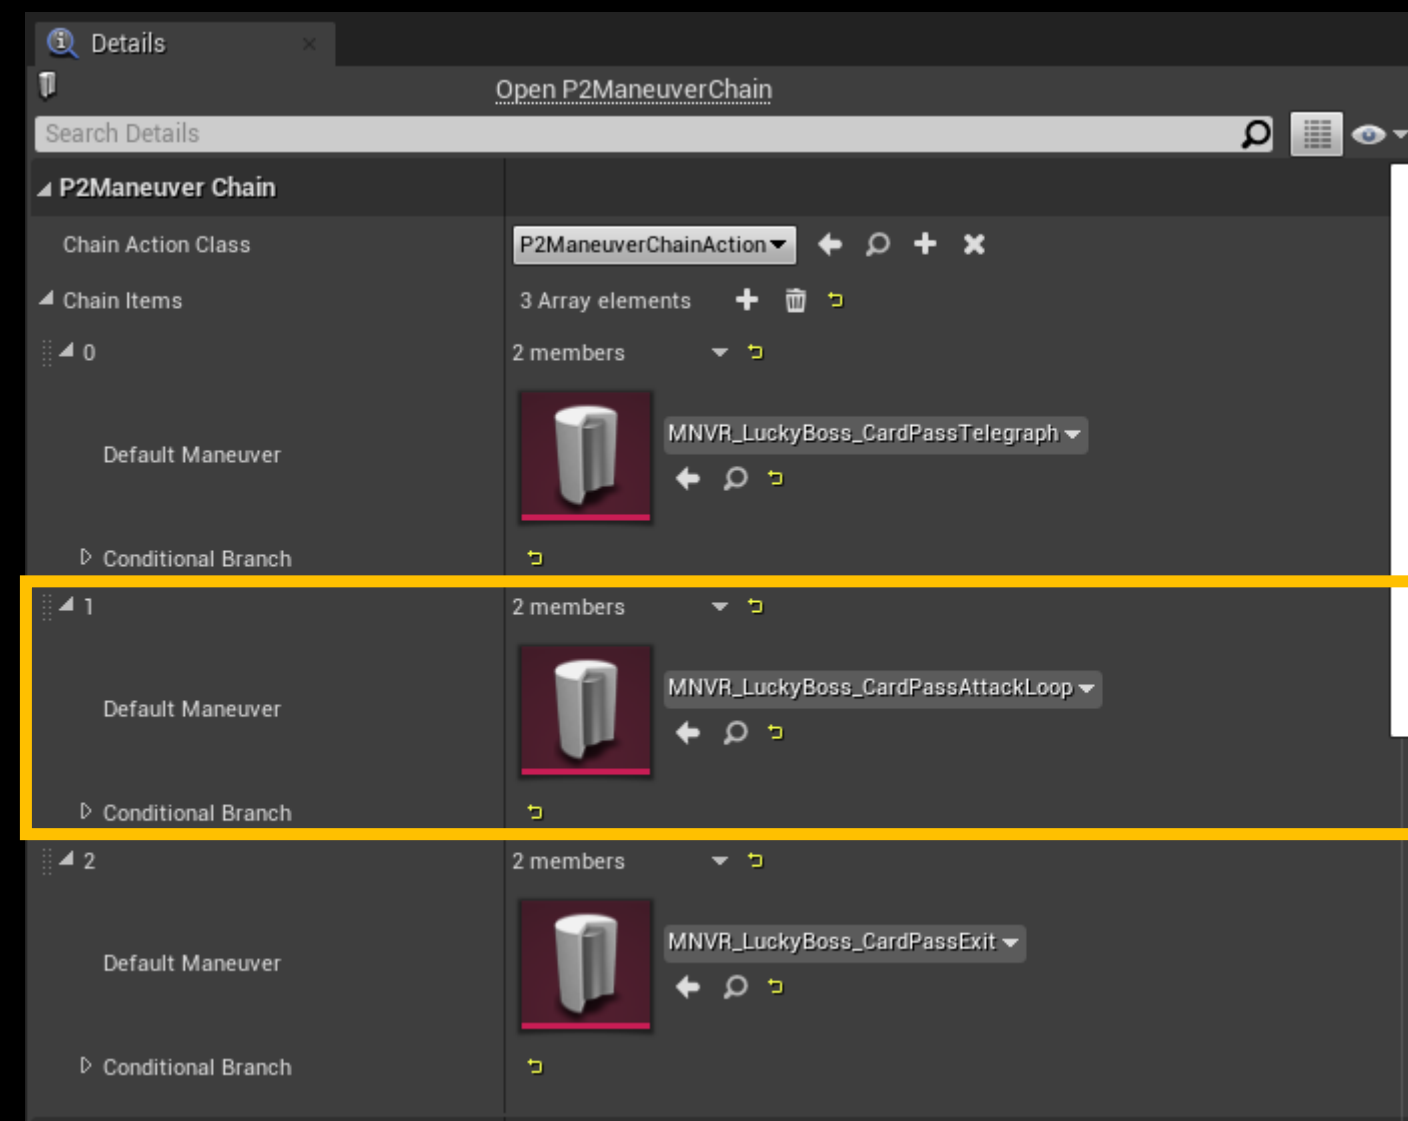 Details
Open P2ManeuverChain
Search Details
P2Maneuver Chain
Chain Action Class P2ManeuverChainAction
Chain Items 3 Array elements
0 2 members
Default Maneuver MNVR_LuckyBoss_CardPassTelegraph
Conditional Branch
1 2 members
Default Maneuver MNVR_LuckyBoss_CardPassAttackLoop
Conditional Branch
2 2 members
Default Maneuver MNVR_LuckyBoss_CardPassExit
Conditional Branch